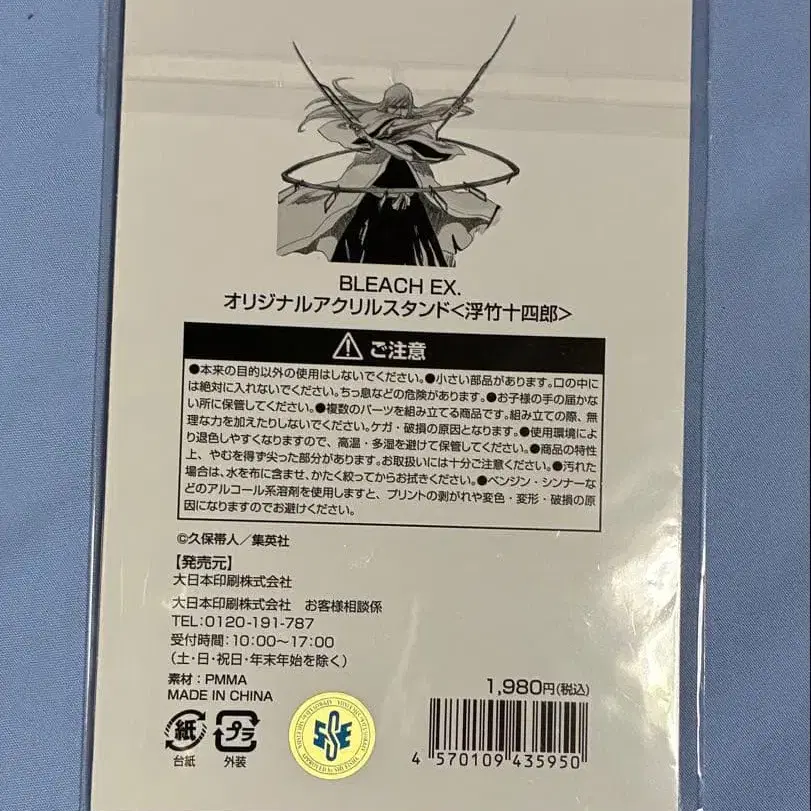 BLEACH EX.
オリジナルアクリルスタンド<浮竹十四郎>
ご注意
●本来の目的以外の使用はしないでください。●小さい部品があります。口の中に
は絶対に入れないでください。ちっ息などの危険があります。●お子様の手の届かな
い所に保管してください。●複数のパーツを組み立てる商品です。組み立ての際、無
理な力を加えたりしないでください。ケガ・破損の原因となります。●使用環境によ
り退色しやすくなりますので、高温・多湿を避けて保管してください。●商品の特性
上、やむを得ず尖った部分があります。お取扱いには十分ご注意ください。●汚れた
場合は、水を布に含ませ、かたく絞ってからお拭きください。●ベンジン・シンナーな
どのアルコール系溶剤を使用しますと、プリントの剥がれや変色・変形・破損の原
因になりますのでお避けください。
©久保帯人／集英社
【発売元】
大日本印刷株式会社
大日本印刷株式会社 お客様相談係
TEL:0120-191-787
受付時間:10:00～17:00
(土・日・祝日・年末年始を除く)
素材:PMMA
MADE IN CHINA
紙
台紙
プラ
外装
1,980円(税込)
4 570109 435950